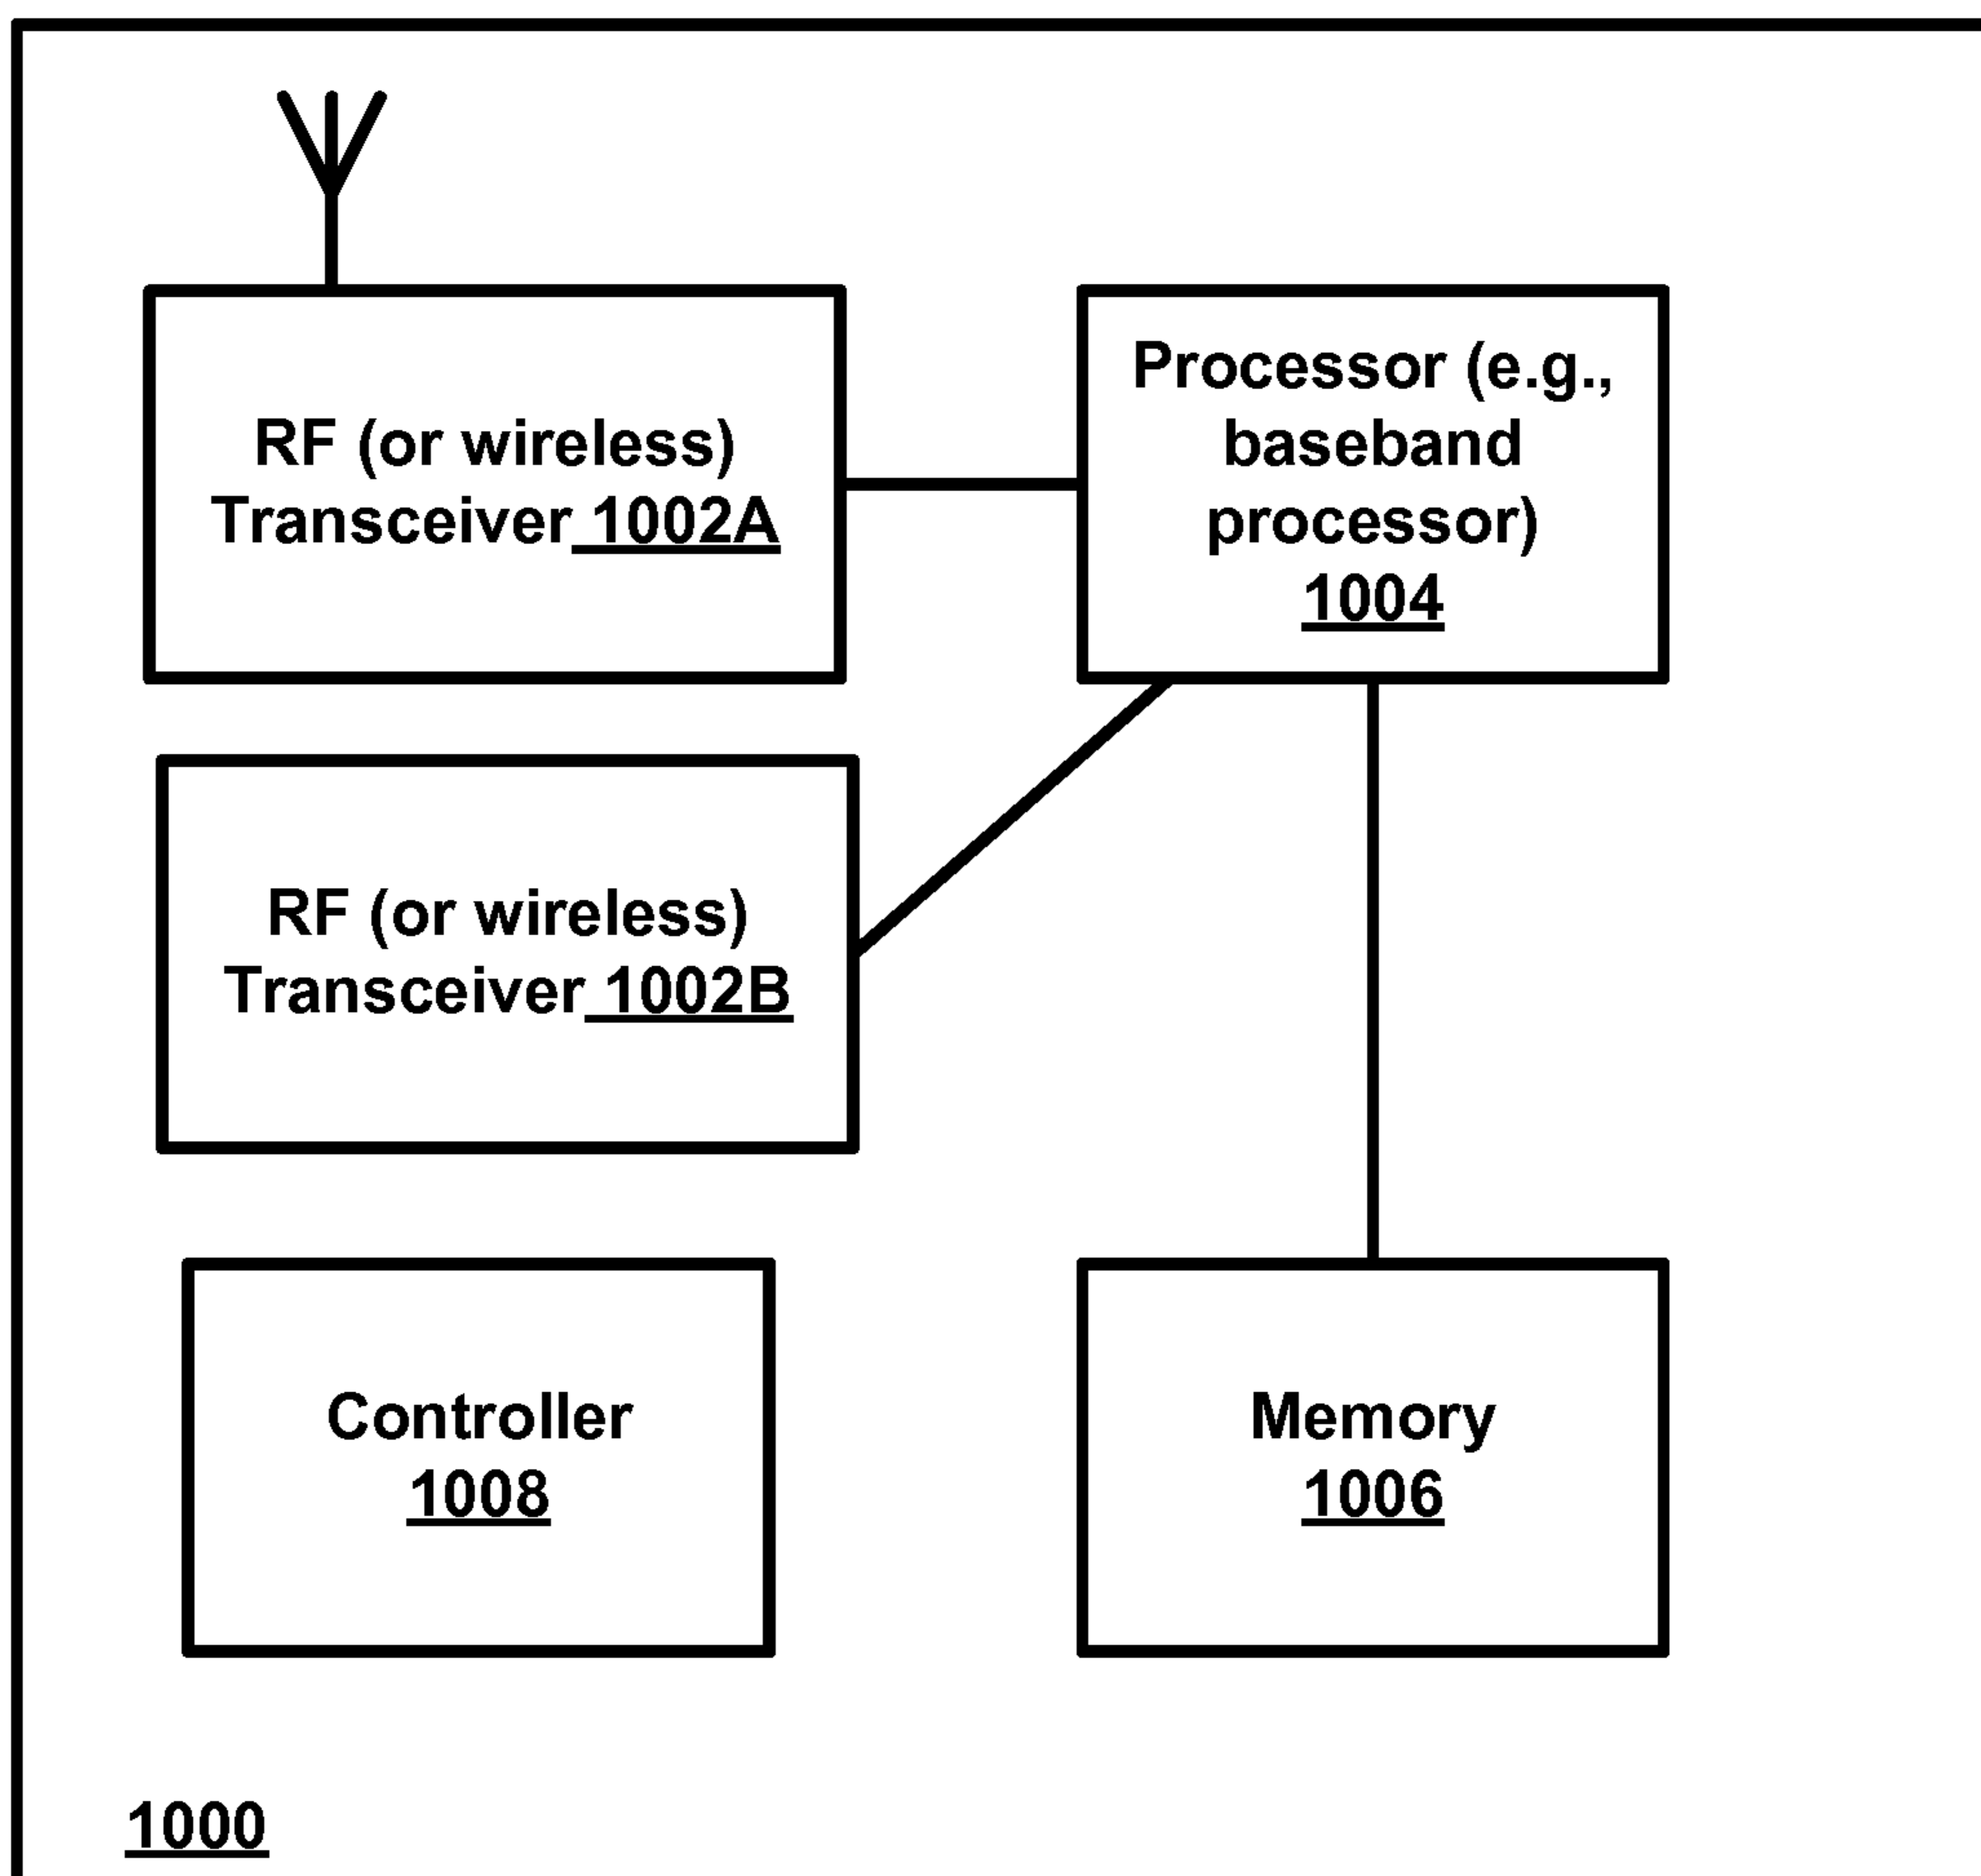 RF (or wireless)
Transceiver 1002A
Processor (e.g.,
baseband
processor)
1004
RF (or wireless)
Transceiver 1002B
Controller
1008
Memory
1006
1000